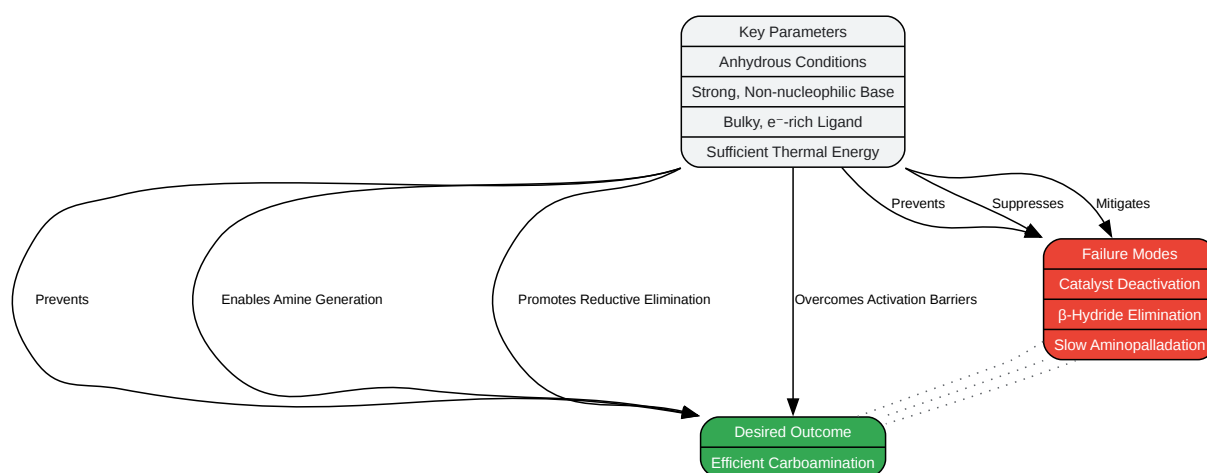 Key Parameters
Anhydrous Conditions
Strong, Non-nucleophilic Base
Bulky, e⁻-rich Ligand
Sufficient Thermal Energy
Prevents
Suppresses
Mitigates
Failure Modes
Catalyst Deactivation
β-Hydride Elimination
Slow Aminopalladation
Prevents
Enables Amine Generation
Promotes Reductive Elimination
Overcomes Activation Barriers
Desired Outcome
Efficient Carboamination